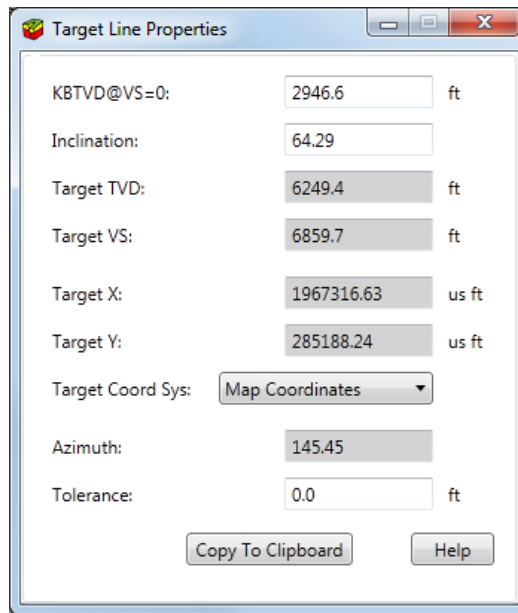 Target Line Properties
KBTVD@VS=0: 2946.6 ft
Inclination: 64.29
Target TVD: 6249.4 ft
Target VS: 6859.7 ft
Target X: 1967316.63 us ft
Target Y: 285188.24 us ft
Target Coord Sys: Map Coordinates
Azimuth: 145.45
Tolerance: 0.0 ft
Copy To Clipboard Help